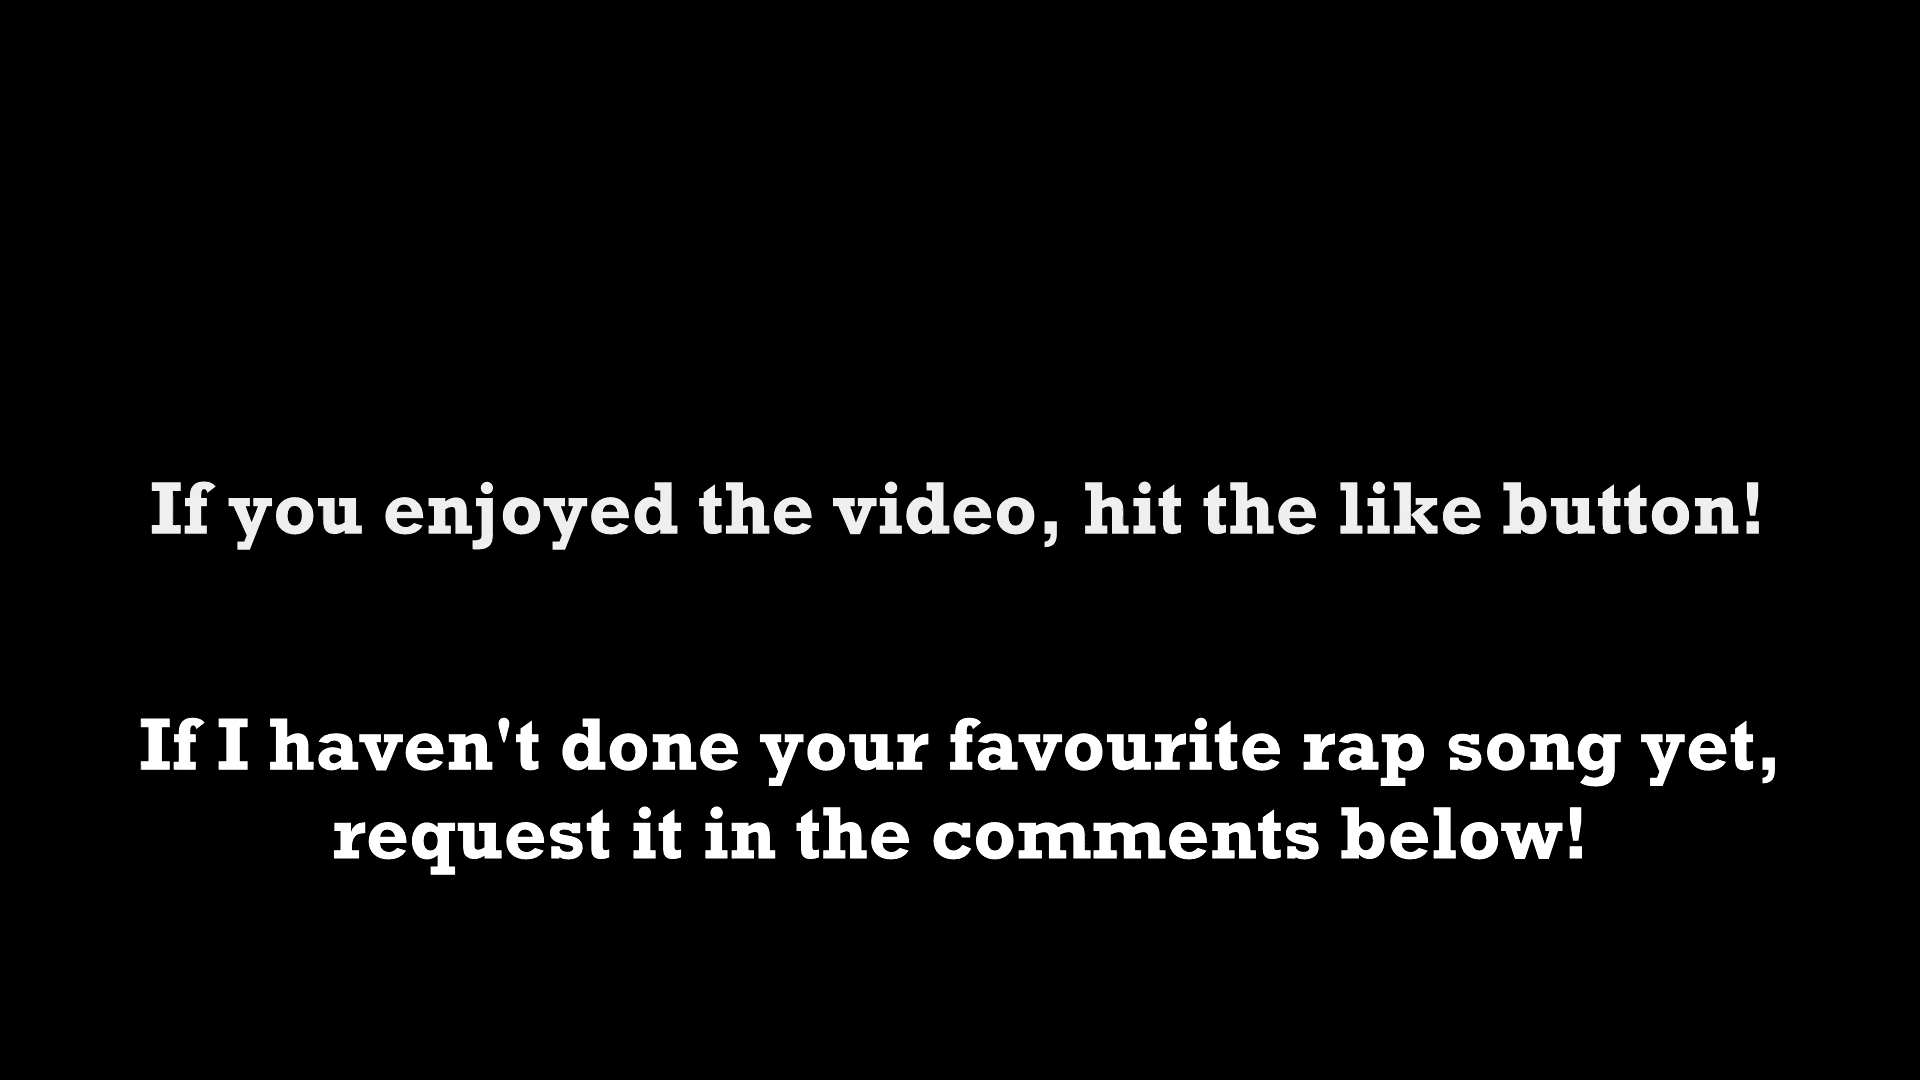 If you enjoyed the video, hit the like button!
If I haven't done your favourite rap song yet,
request it in the comments below!